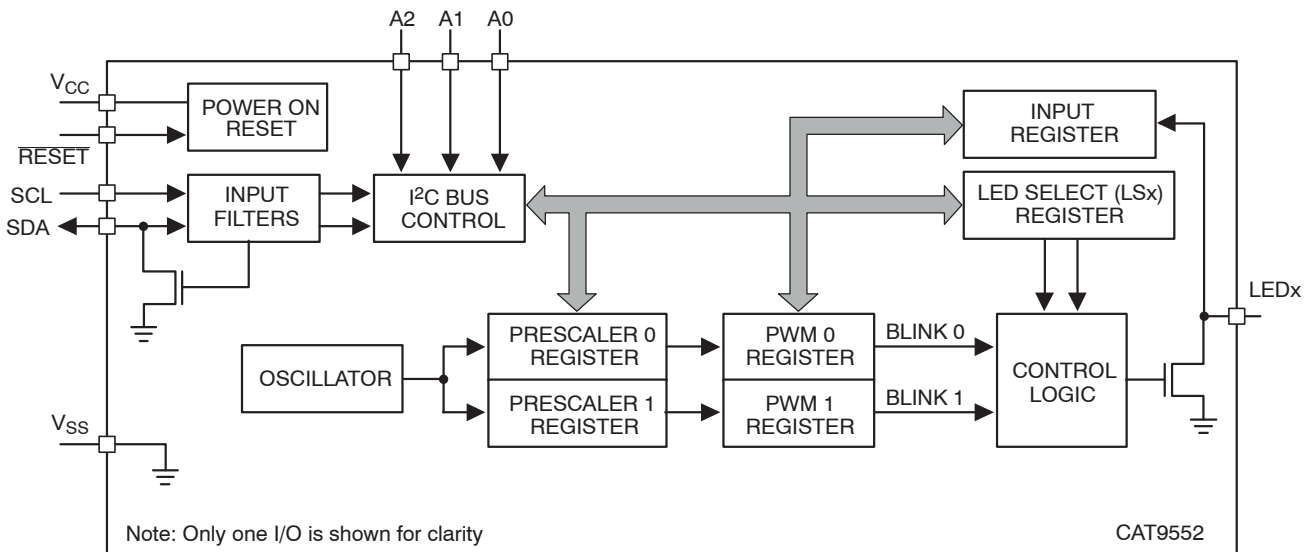 A2 A1 A0
VCC
POWER ON
RESET
RESET
INPUT
REGISTER
SCL
SDA
INPUT
FILTERS
I2C BUS
CONTROL
LED SELECT (LSx)
REGISTER
LEDx
OSCILLATOR
PRESCALER 0
REGISTER
PRESCALER 1
REGISTER
PWM 0
REGISTER
PWM 1
REGISTER
BLINK 0
BLINK 1
CONTROL
LOGIC
VSS
Note: Only one I/O is shown for clarity
CAT9552